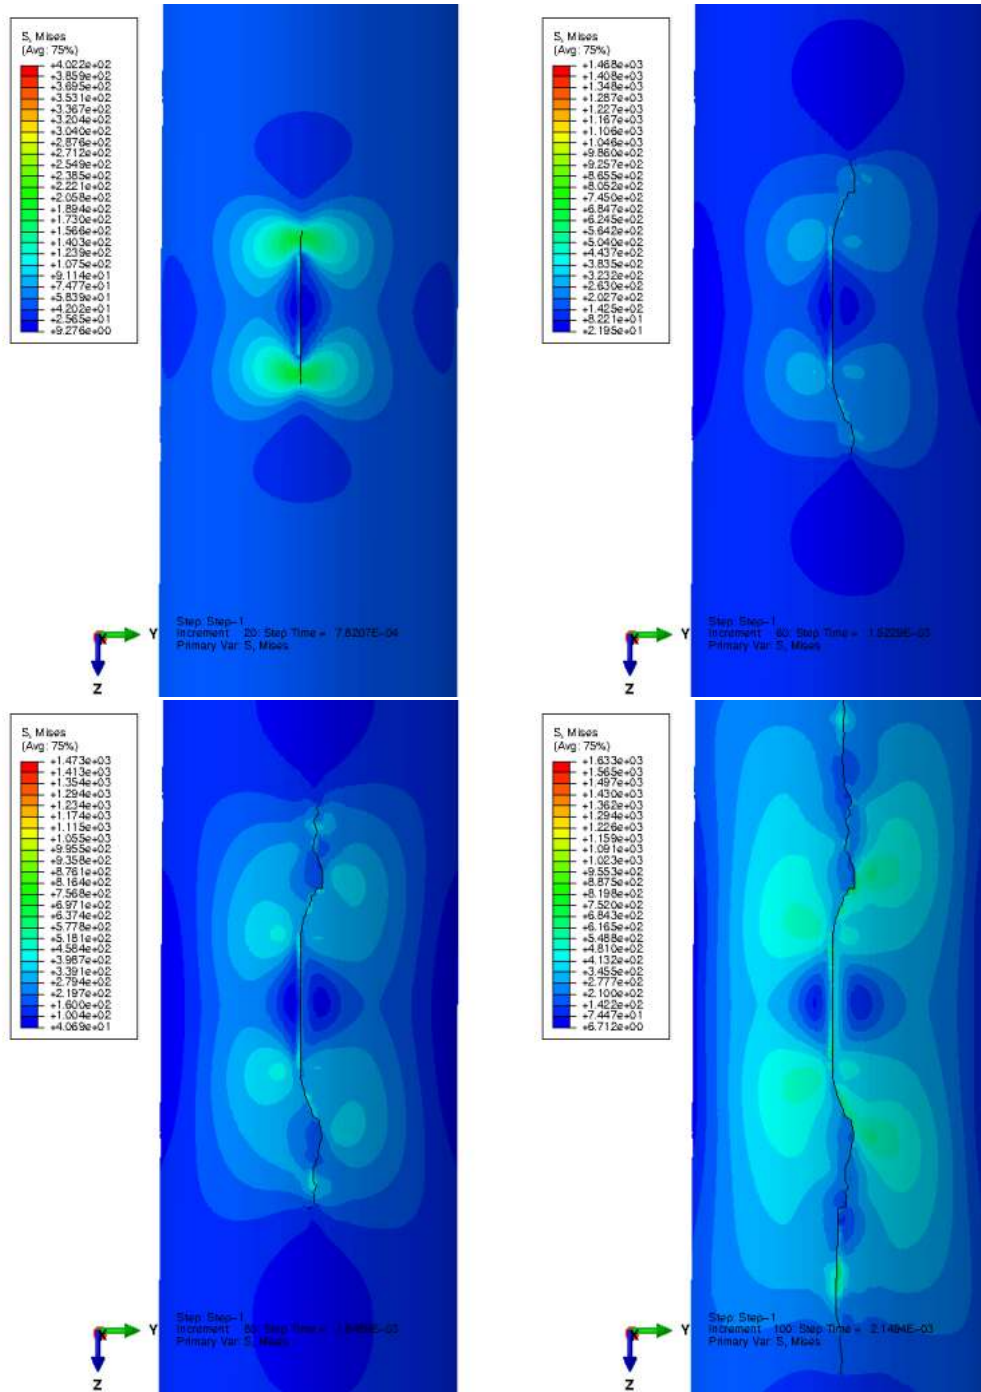 S, Mises
(Avg: 75%)
+4.022e+02
+3.859e+02
+3.695e+02
+3.531e+02
+3.367e+02
+3.204e+02
+3.040e+02
+2.876e+02
+2.712e+02
+2.549e+02
+2.385e+02
+2.221e+02
+2.058e+02
+1.894e+02
+1.730e+02
+1.566e+02
+1.403e+02
+1.239e+02
+1.075e+02
+9.114e+01
+7.477e+01
+5.839e+01
+4.202e+01
+2.565e+01
+9.276e+00
X
Y
Z
Step: Step-1
Increment 20: Step Time = 7.8207E-04
Primary Var: S, Mises
S, Mises
(Avg: 75%)
+1.468e+03
+1.408e+03
+1.348e+03
+1.287e+03
+1.227e+03
+1.167e+03
+1.106e+03
+1.046e+03
+9.860e+02
+9.257e+02
+8.655e+02
+8.052e+02
+7.450e+02
+6.847e+02
+6.245e+02
+5.642e+02
+5.040e+02
+4.437e+02
+3.835e+02
+3.232e+02
+2.630e+02
+2.027e+02
+1.425e+02
+8.221e+01
+2.195e+01
X
Y
Z
Step: Step-1
Increment 60: Step Time =
Primary Var: S, Mises
S, Mises
(Avg: 75%)
+1.473e+03
+1.413e+03
+1.354e+03
+1.294e+03
+1.234e+03
+1.174e+03
+1.115e+03
+1.055e+03
+9.955e+02
+9.358e+02
+8.761e+02
+8.164e+02
+7.568e+02
+6.971e+02
+6.374e+02
+5.778e+02
+5.181e+02
+4.584e+02
+3.987e+02
+3.391e+02
+2.794e+02
+2.197e+02
+1.600e+02
+1.004e+02
+4.069e+01
X
Y
Z
Step: Step-1
Increment Step Time =
Primary Var: S, Mises
S, Mises
(Avg: 75%)
+1.633e+03
+1.565e+03
+1.497e+03
+1.430e+03
+1.362e+03
+1.294e+03
+1.226e+03
+1.159e+03
+1.091e+03
+1.023e+03
+9.553e+02
+8.875e+02
+8.198e+02
+7.520e+02
+6.843e+02
+6.165e+02
+5.488e+02
+4.810e+02
+4.132e+02
+3.455e+02
+2.777e+02
+2.100e+02
+1.422e+02
+7.447e+01
+6.712e+00
X
Y
Z
Step: Step-1
Increment 100: Step Time = 2.1484E-03
Primary Var: S, Mises